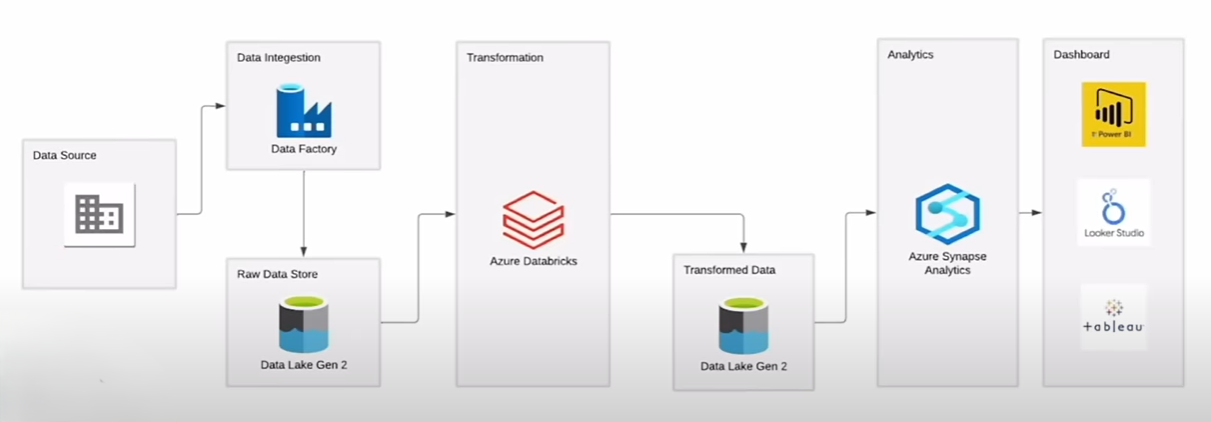 Data Source
Data Integestion
Data Factory
Raw Data Store
Data Lake Gen 2
Transformation
Azure Databricks
Transformed Data
Data Lake Gen 2
Analytics
Azure Synapse
Analytics
Dashboard
Power BI
Looker Studio
+ableau